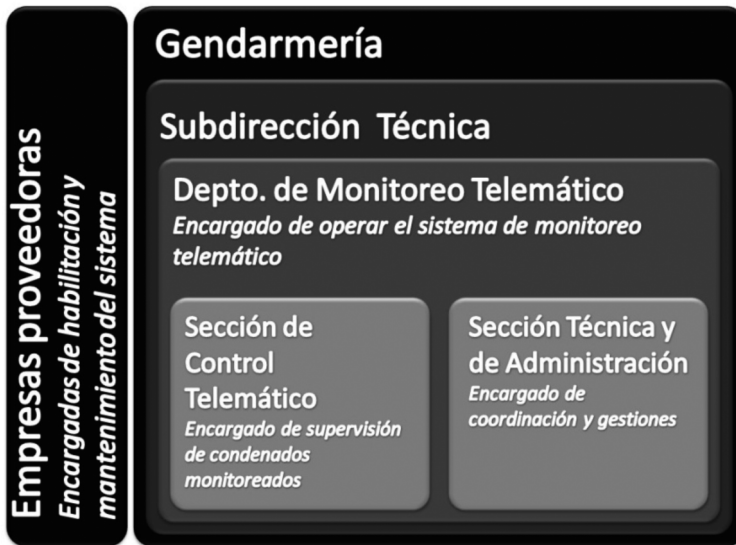 Empresas proveedoras
Encargadas de habilitación y
mantenimiento del sistema
Gendarmería
Subdirección Técnica
Depto. de Monitoreo Telemático
Encargado de operar el sistema de monitoreo
telemático
Sección de
Control
Telemático
Encargado de supervisión
de condenados
monitoreados
Sección Técnica y
de Administración
Encargado de
coordinación y gestiones